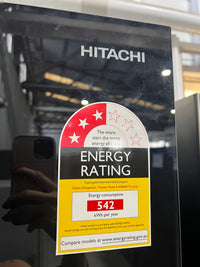 HITACHI
The more
stars the more
energy
ENERGY
RATING
Energy consumption
542
kWh per year
Compare models at www.energyrating.gov.au